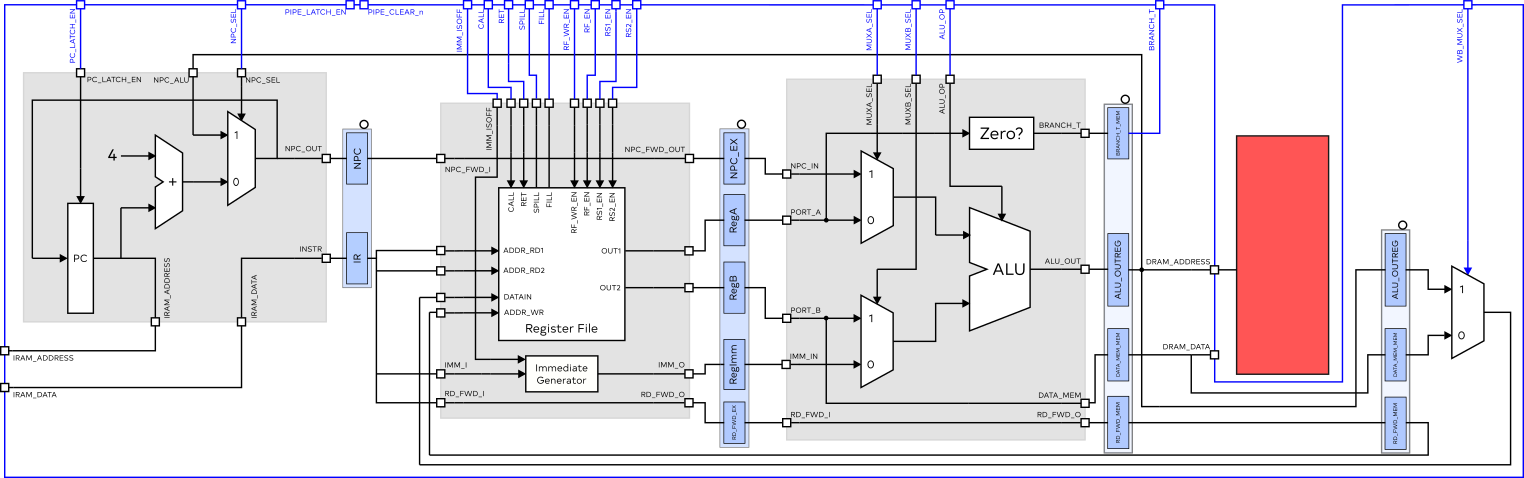 PIPE_LATCH_EN
PIPE_CLEAR_n
PC_LATCH_EN
NPC_SEL
IMM_ISOFF
CALL
RET
SPILL
FILL
RF_WR_EN
RF_EN
RS1_EN
RS2_EN
MUXA_SEL
MUXB_SEL
ALU_OP
BRANCH_T
WB_MUX_SEL
PC_LATCH_EN
NPC_ALU
NPC_SEL
4
+
1
0
PC
NPC_OUT
INSTR
IRAM_ADDRESS
IRAM_DATA
IRAM_ADDRESS
IRAM_DATA
NPC
IR
IMM_ISOFF
NPC_FWD_I
NPC_FWD_OUT
CALL
RET
SPILL
FILL
RF_WR_EN
RF_EN
RS1_EN
RS2_EN
ADDR_RD1
ADDR_RD2
DATAIN
ADDR_WR
OUT1
OUT2
Register File
IMM_I
Immediate
Generator
IMM_O
RD_FWD_I
RD_FWD_O
NPC_EX
RegA
RegB
RegImm
RD_FWD_EX
MUXA_SEL
MUXB_SEL
ALU_OP
NPC_IN
PORT_A
PORT_B
IMM_IN
RD_FWD_I
1
0
1
0
Zero?
ALU
BRANCH_T
ALU_OUT
DATA_MEM
RD_FWD_O
BRANCH_T_MEM
ALU_OUTREG
DATA_MEM_MEM
RD_FWD_MEM
DRAM_ADDRESS
DRAM_DATA
ALU_OUTREG
DATA_MEM_MEM
RD_FWD_MEM
1
0